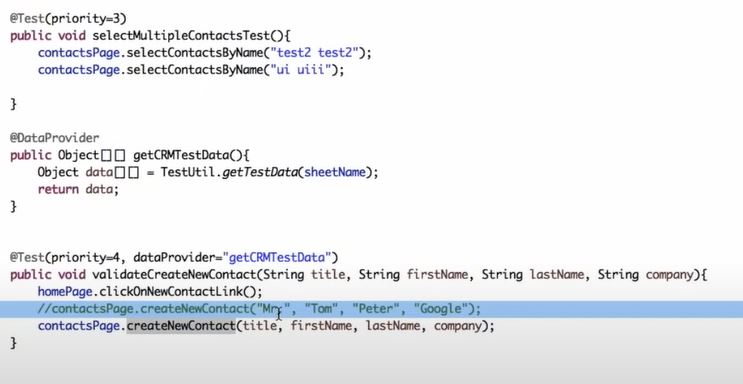 @Test(priority=3)
public void selectMultipleContactsTest(){
contactsPage.selectContactsByName("test2 test2");
contactsPage.selectContactsByName("ui uiii");
}
@DataProvider
public Object[][] getCRMTestData(){
Object data[][] = TestUtil.getTestData(sheetName);
return data;
}
@Test(priority=4, dataProvider="getCRMTestData")
public void validateCreateNewContact(String title, String firstName, String lastName, String company){
homePage.clickOnNewContactLink();
//contactsPage.createNewContact("Mr.", "Tom", "Peter", "Google");
contactsPage.createNewContact(title, firstName, lastName, company);
}